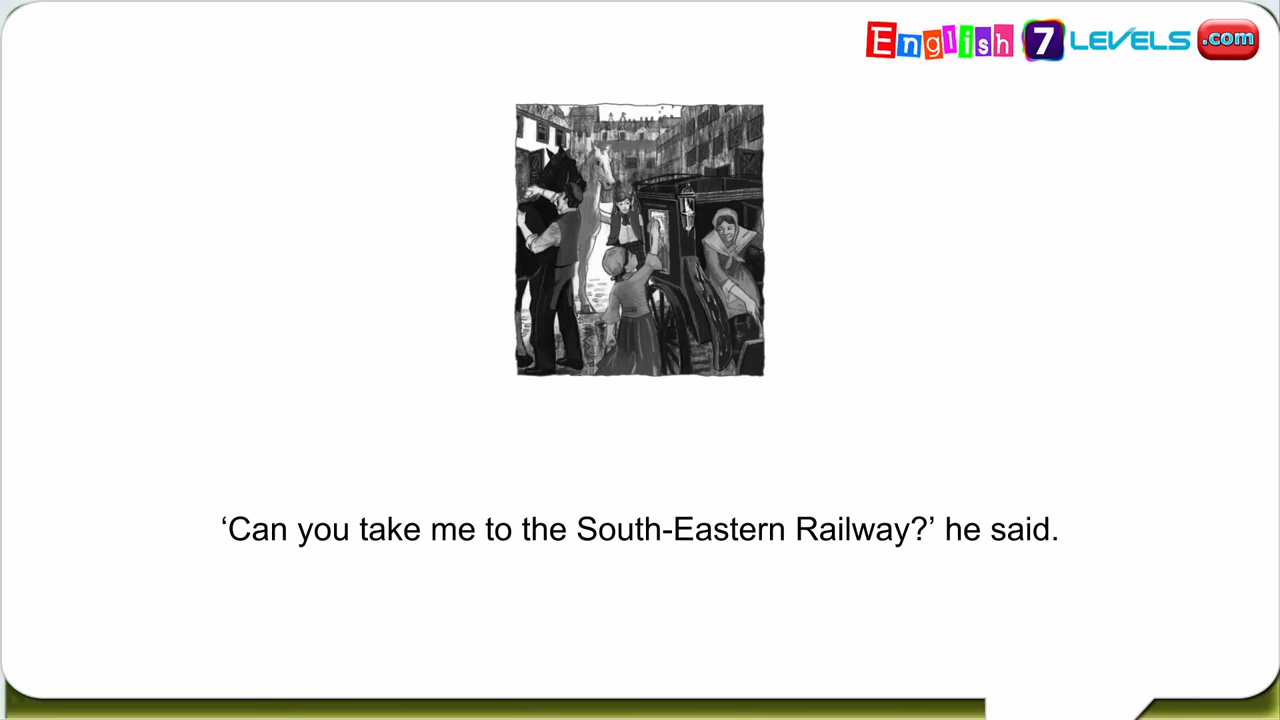 English 7 LEVELS .com
‘Can you take me to the South-Eastern Railway?’ he said.